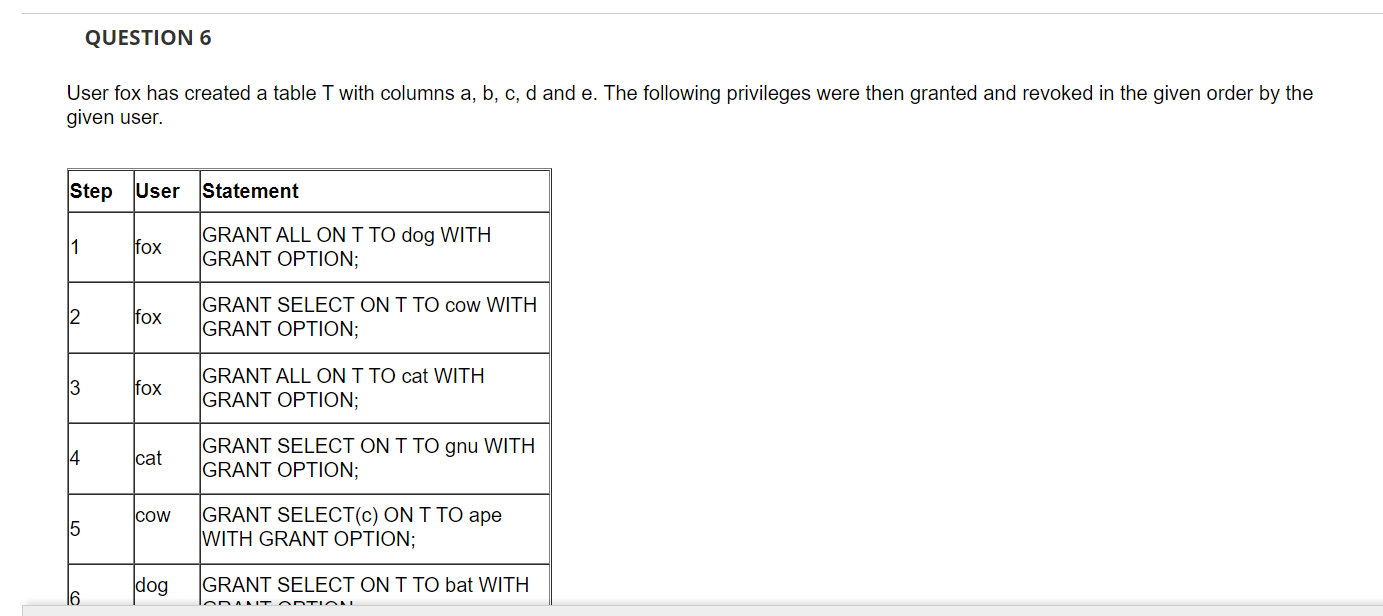 QUESTION 6
User fox has created a table T with columns a, b, c, d and e. The following privileges were then granted and revoked in the given order by the
given user.
Step User Statement
1 fox GRANT ALL ON T TO dog WITH
GRANT OPTION;
2 fox GRANT SELECT ON T TO cow WITH
GRANT OPTION;
3 fox GRANT ALL ON T TO cat WITH
GRANT OPTION;
4 cat GRANT SELECT ON T TO gnu WITH
GRANT OPTION;
5 cow GRANT SELECT(c) ON T TO ape
WITH GRANT OPTION;
6 dog GRANT SELECT ON T TO bat WITH